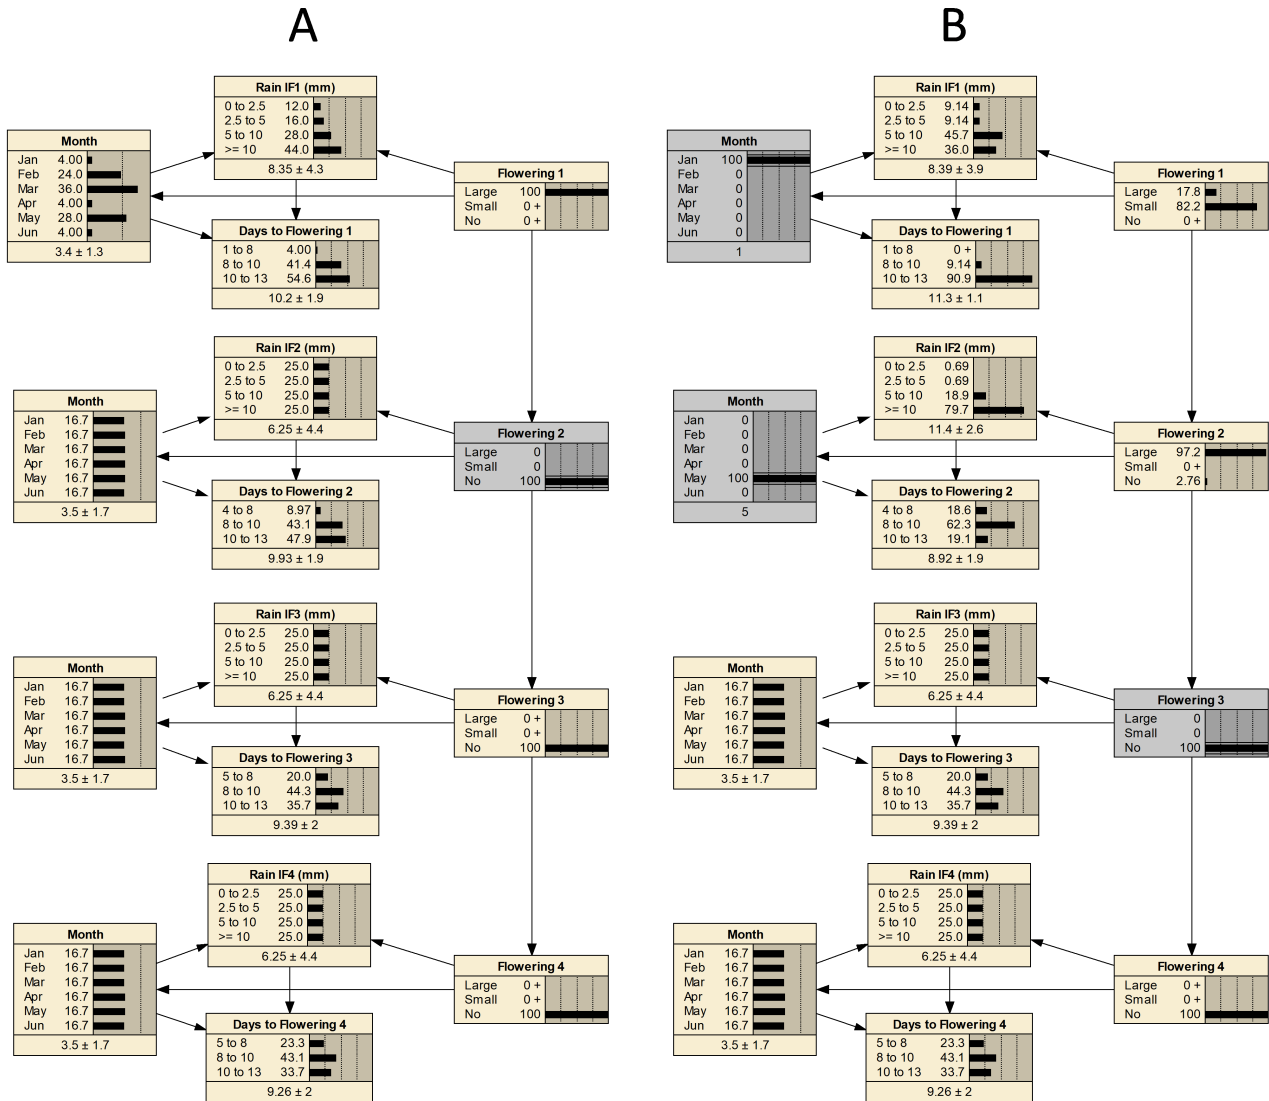 A
Rain IF1 (mm)
0 to 2.5 12.0
2.5 to 5 16.0
5 to 10 28.0
>= 10 44.0
8.35 ± 4.3
Month
Jan 4.00
Feb 24.0
Mar 36.0
Apr 4.00
May 28.0
Jun 4.00
3.4 ± 1.3
Flowering 1
Large 100
Small 0 +
No 0 +
Days to Flowering 1
1 to 8 4.00
8 to 10 41.4
10 to 13 54.6
10.2 ± 1.9
Rain IF2 (mm)
0 to 2.5 25.0
2.5 to 5 25.0
5 to 10 25.0
>= 10 25.0
6.25 ± 4.4
Month
Jan 16.7
Feb 16.7
Mar 16.7
Apr 16.7
May 16.7
Jun 16.7
3.5 ± 1.7
Flowering 2
Large 0
Small 0
No 100
Days to Flowering 2
4 to 8 8.97
8 to 10 43.1
10 to 13 47.9
9.93 ± 1.9
Rain IF3 (mm)
0 to 2.5 25.0
2.5 to 5 25.0
5 to 10 25.0
>= 10 25.0
6.25 ± 4.4
Month
Jan 16.7
Feb 16.7
Mar 16.7
Apr 16.7
May 16.7
Jun 16.7
3.5 ± 1.7
Flowering 3
Large 0 +
Small 0 +
No 100
Days to Flowering 3
5 to 8 20.0
8 to 10 44.3
10 to 13 35.7
9.39 ± 2
Rain IF4 (mm)
0 to 2.5 25.0
2.5 to 5 25.0
5 to 10 25.0
>= 10 25.0
6.25 ± 4.4
Month
Jan 16.7
Feb 16.7
Mar 16.7
Apr 16.7
May 16.7
Jun 16.7
3.5 ± 1.7
Flowering 4
Large 0 +
Small 0 +
No 100
Days to Flowering 4
5 to 8 23.3
8 to 10 43.1
10 to 13 33.7
9.26 ± 2
B
Rain IF1 (mm)
0 to 2.5 9.14
2.5 to 5 9.14
5 to 10 45.7
>= 10 36.0
8.39 ± 3.9
Month
Jan 100
Feb 0
Mar 0
Apr 0
May 0
Jun 0
1
Flowering 1
Large 17.8
Small 82.2
No 0 +
Days to Flowering 1
1 to 8 0 +
8 to 10 9.14
10 to 13 90.9
11.3 ± 1.1
Rain IF2 (mm)
0 to 2.5 0.69
2.5 to 5 0.69
5 to 10 18.9
>= 10 79.7
11.4 ± 2.6
Month
Jan 0
Feb 0
Mar 0
Apr 0
May 100
Jun 0
5
Flowering 2
Large 97.2
Small 0 +
No 2.76
Days to Flowering 2
4 to 8 18.6
8 to 10 62.3
10 to 13 19.1
8.92 ± 1.9
Rain IF3 (mm)
0 to 2.5 25.0
2.5 to 5 25.0
5 to 10 25.0
>= 10 25.0
6.25 ± 4.4
Month
Jan 16.7
Feb 16.7
Mar 16.7
Apr 16.7
May 16.7
Jun 16.7
3.5 ± 1.7
Flowering 3
Large 0
Small 0
No 100
Days to Flowering 3
5 to 8 20.0
8 to 10 44.3
10 to 13 35.7
9.39 ± 2
Rain IF4 (mm)
0 to 2.5 25.0
2.5 to 5 25.0
5 to 10 25.0
>= 10 25.0
6.25 ± 4.4
Month
Jan 16.7
Feb 16.7
Mar 16.7
Apr 16.7
May 16.7
Jun 16.7
3.5 ± 1.7
Flowering 4
Large 0 +
Small 0 +
No 100
Days to Flowering 4
5 to 8 23.3
8 to 10 43.1
10 to 13 33.7
9.26 ± 2